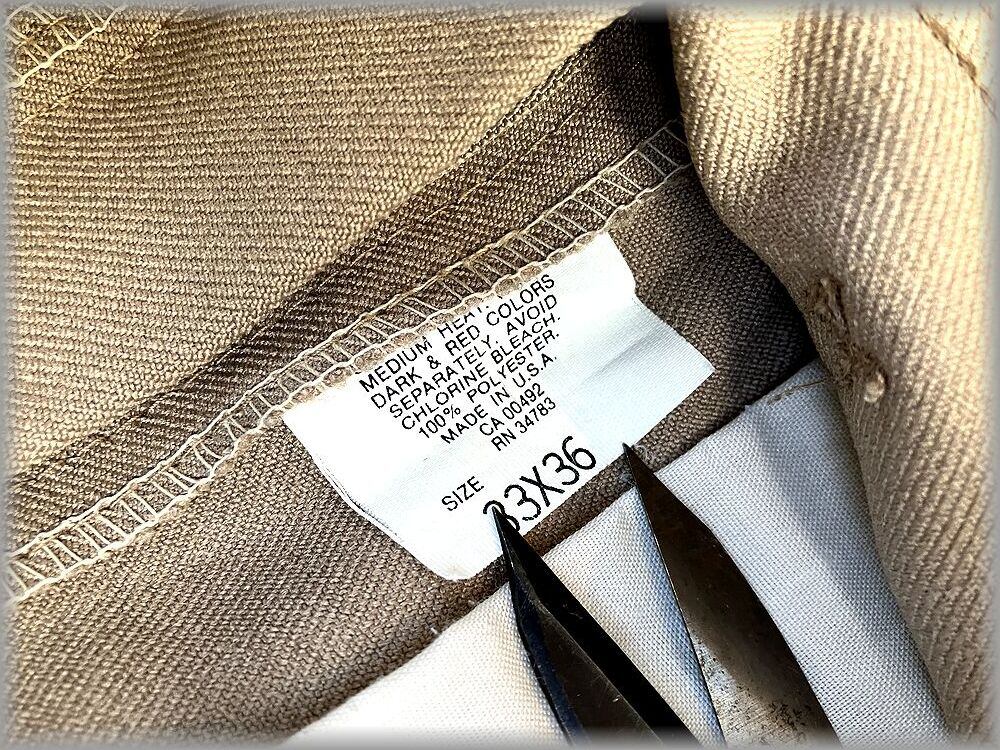 MEDIUM HEAT.
DARK & RED COLORS
SEPARATELY, AVOID
CHLORINE BLEACH.
100% POLYESTER.
MADE IN U.S.A.
CA 00492
RN 34783
SIZE 33X36